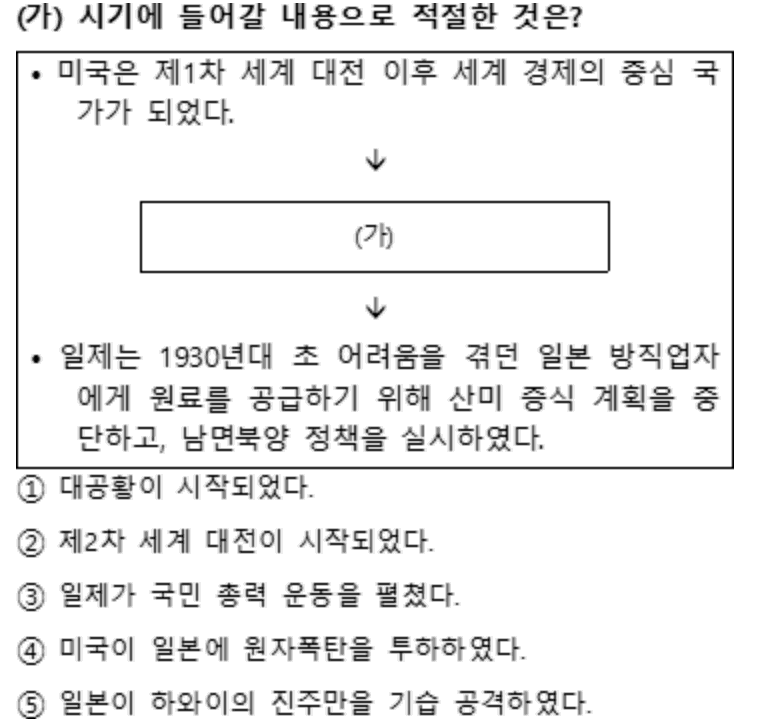 (가) 시기에 들어갈 내용으로 적절한 것은?
• 미국은 제1차 세계 대전 이후 세계 경제의 중심 국
가가 되었다.
↓
(가)
↓
• 일제는 1930년대 초 어려움을 겪던 일본 방직업자
에게 원료를 공급하기 위해 산미 증식 계획을 중
단하고, 남면북양 정책을 실시하였다.
① 대공황이 시작되었다.
② 제2차 세계 대전이 시작되었다.
③ 일제가 국민 총력 운동을 펼쳤다.
④ 미국이 일본에 원자폭탄을 투하하였다.
⑤ 일본이 하와이의 진주만을 기습 공격하였다.